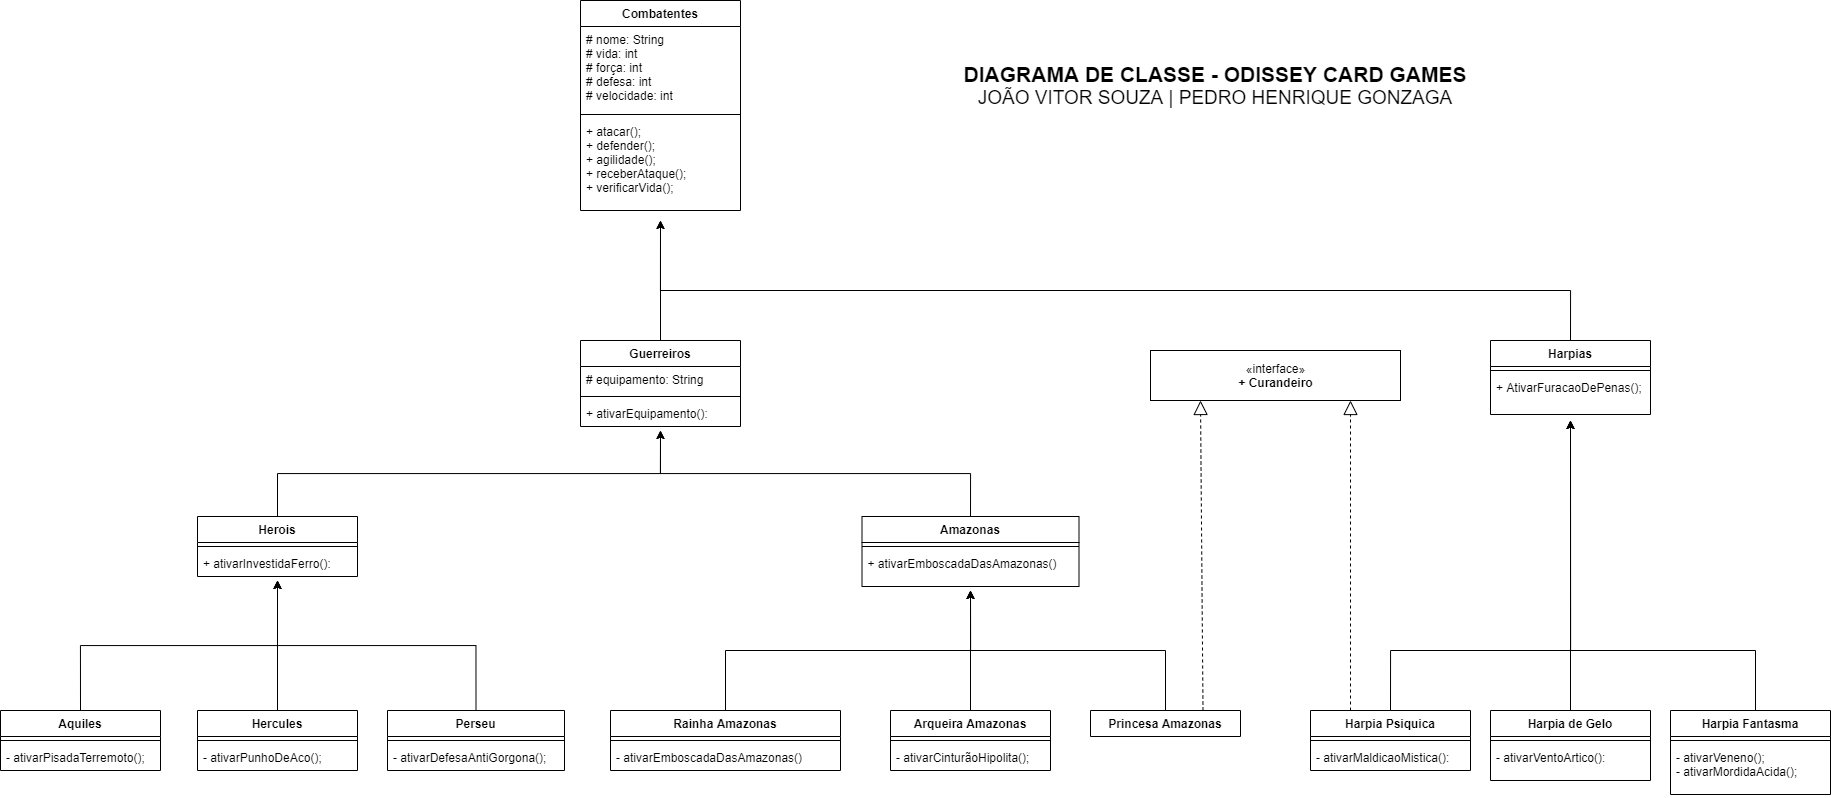 Combatentes
# nome: String
# vida: int
# força: int
# defesa: int
# velocidade: int
+ atacar();
+ defender();
+ agilidade();
+ receberAtaque();
+ verificarVida();
DIAGRAMA DE CLASSE - ODISSEY CARD GAMES
JOÃO VITOR SOUZA | PEDRO HENRIQUE GONZAGA
Guerreiros
# equipamento: String
+ ativarEquipamento():
«interface»
+ Curandeiro
Harpias
+ AtivarFuracaoDePenas();
Herois
+ ativarInvestidaFerro():
Amazonas
+ ativarEmboscadaDasAmazonas()
Aquiles
- ativarPisadaTerremoto();
Hercules
- ativarPunhoDeAco();
Perseu
- ativarDefesaAntiGorgona();
Rainha Amazonas
- ativarEmboscadaDasAmazonas()
Arqueira Amazonas
- ativarCinturãoHipolita();
Princesa Amazonas
Harpia Psiquica
- ativarMaldicaoMistica():
Harpia de Gelo
- ativarVentoArtico():
Harpia Fantasma
- ativarVeneno();
- ativarMordidaAcida();